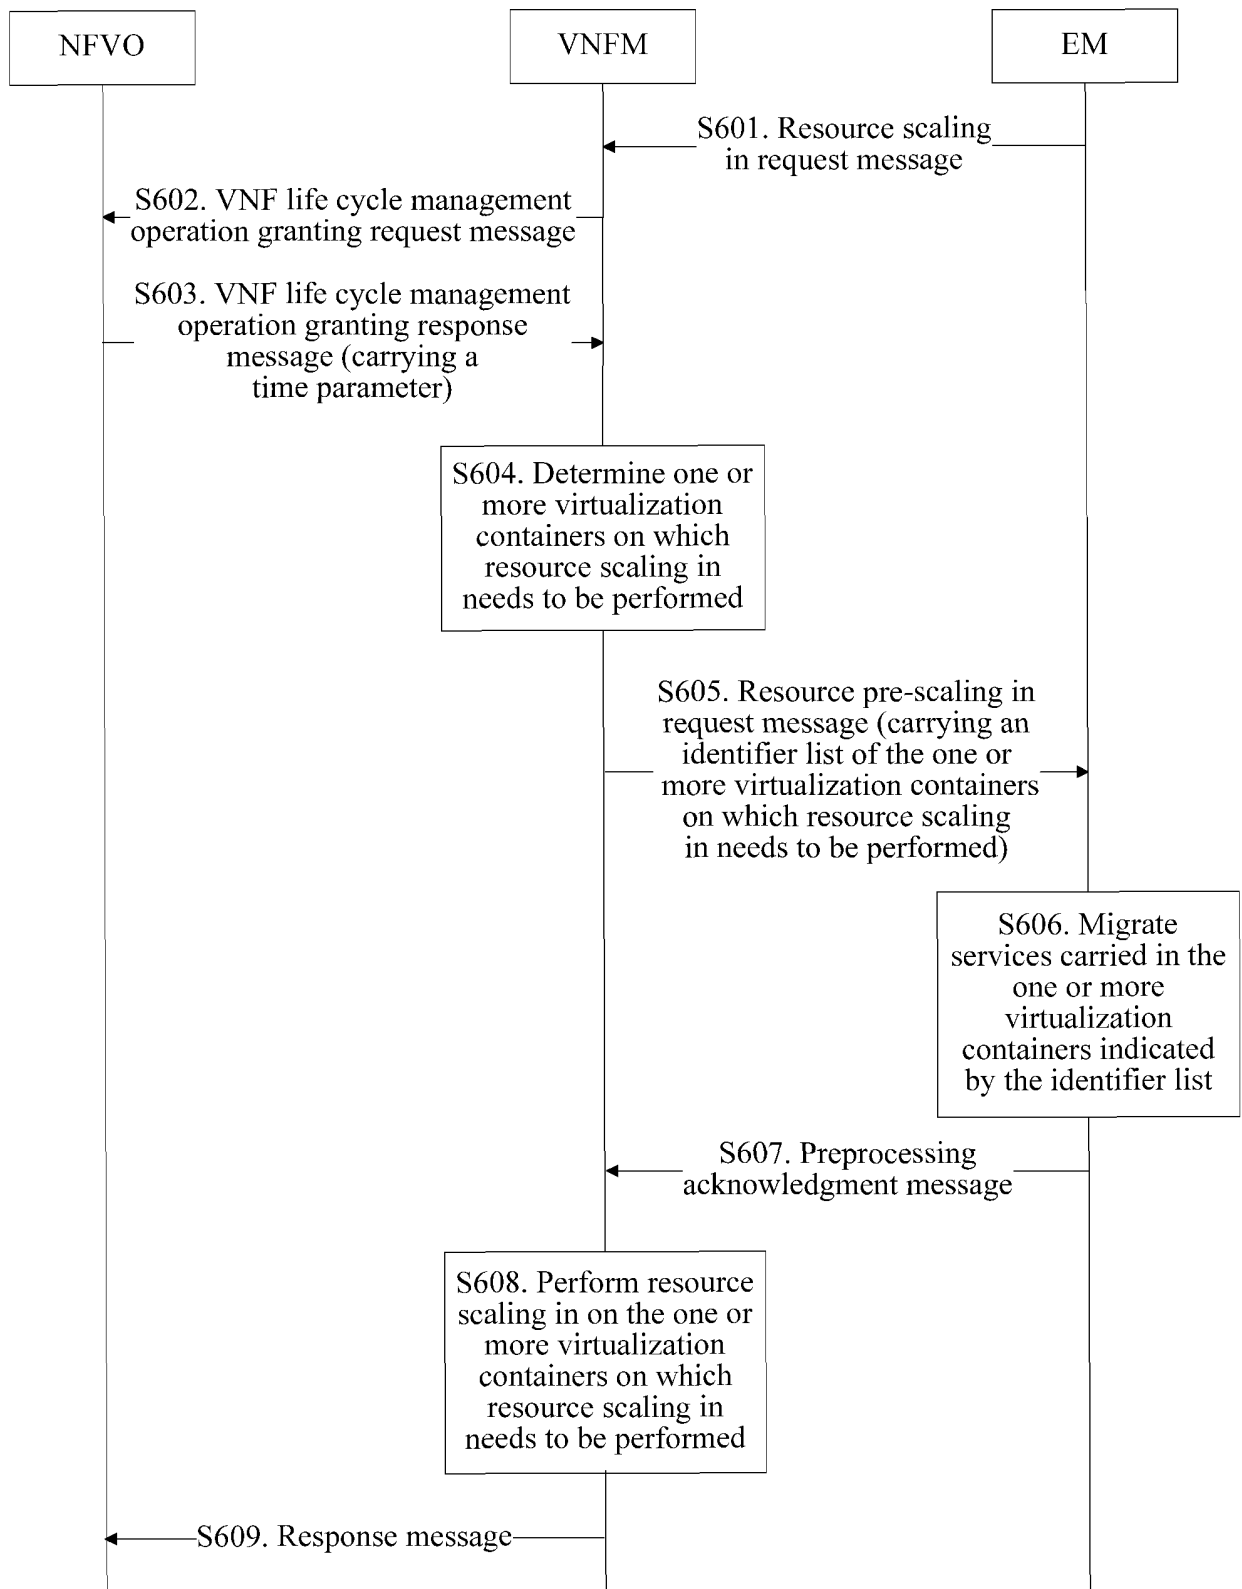 NFVO
VNFM
EM
S601. Resource scaling
in request message
S602. VNF life cycle management
operation granting request message
S603. VNF life cycle management
operation granting response
message (carrying a
time parameter)
S604. Determine one or
more virtualization
containers on which
resource scaling in
needs to be performed
S605. Resource pre-scaling in
request message (carrying an
identifier list of the one or
more virtualization containers
on which resource scaling
in needs to be performed)
S606. Migrate
services carried in the
one or more
virtualization
containers indicated
by the identifier list
S607. Preprocessing
acknowledgment message
S608. Perform resource
scaling in on the one or
more virtualization
containers on which
resource scaling in
needs to be performed
S609. Response message